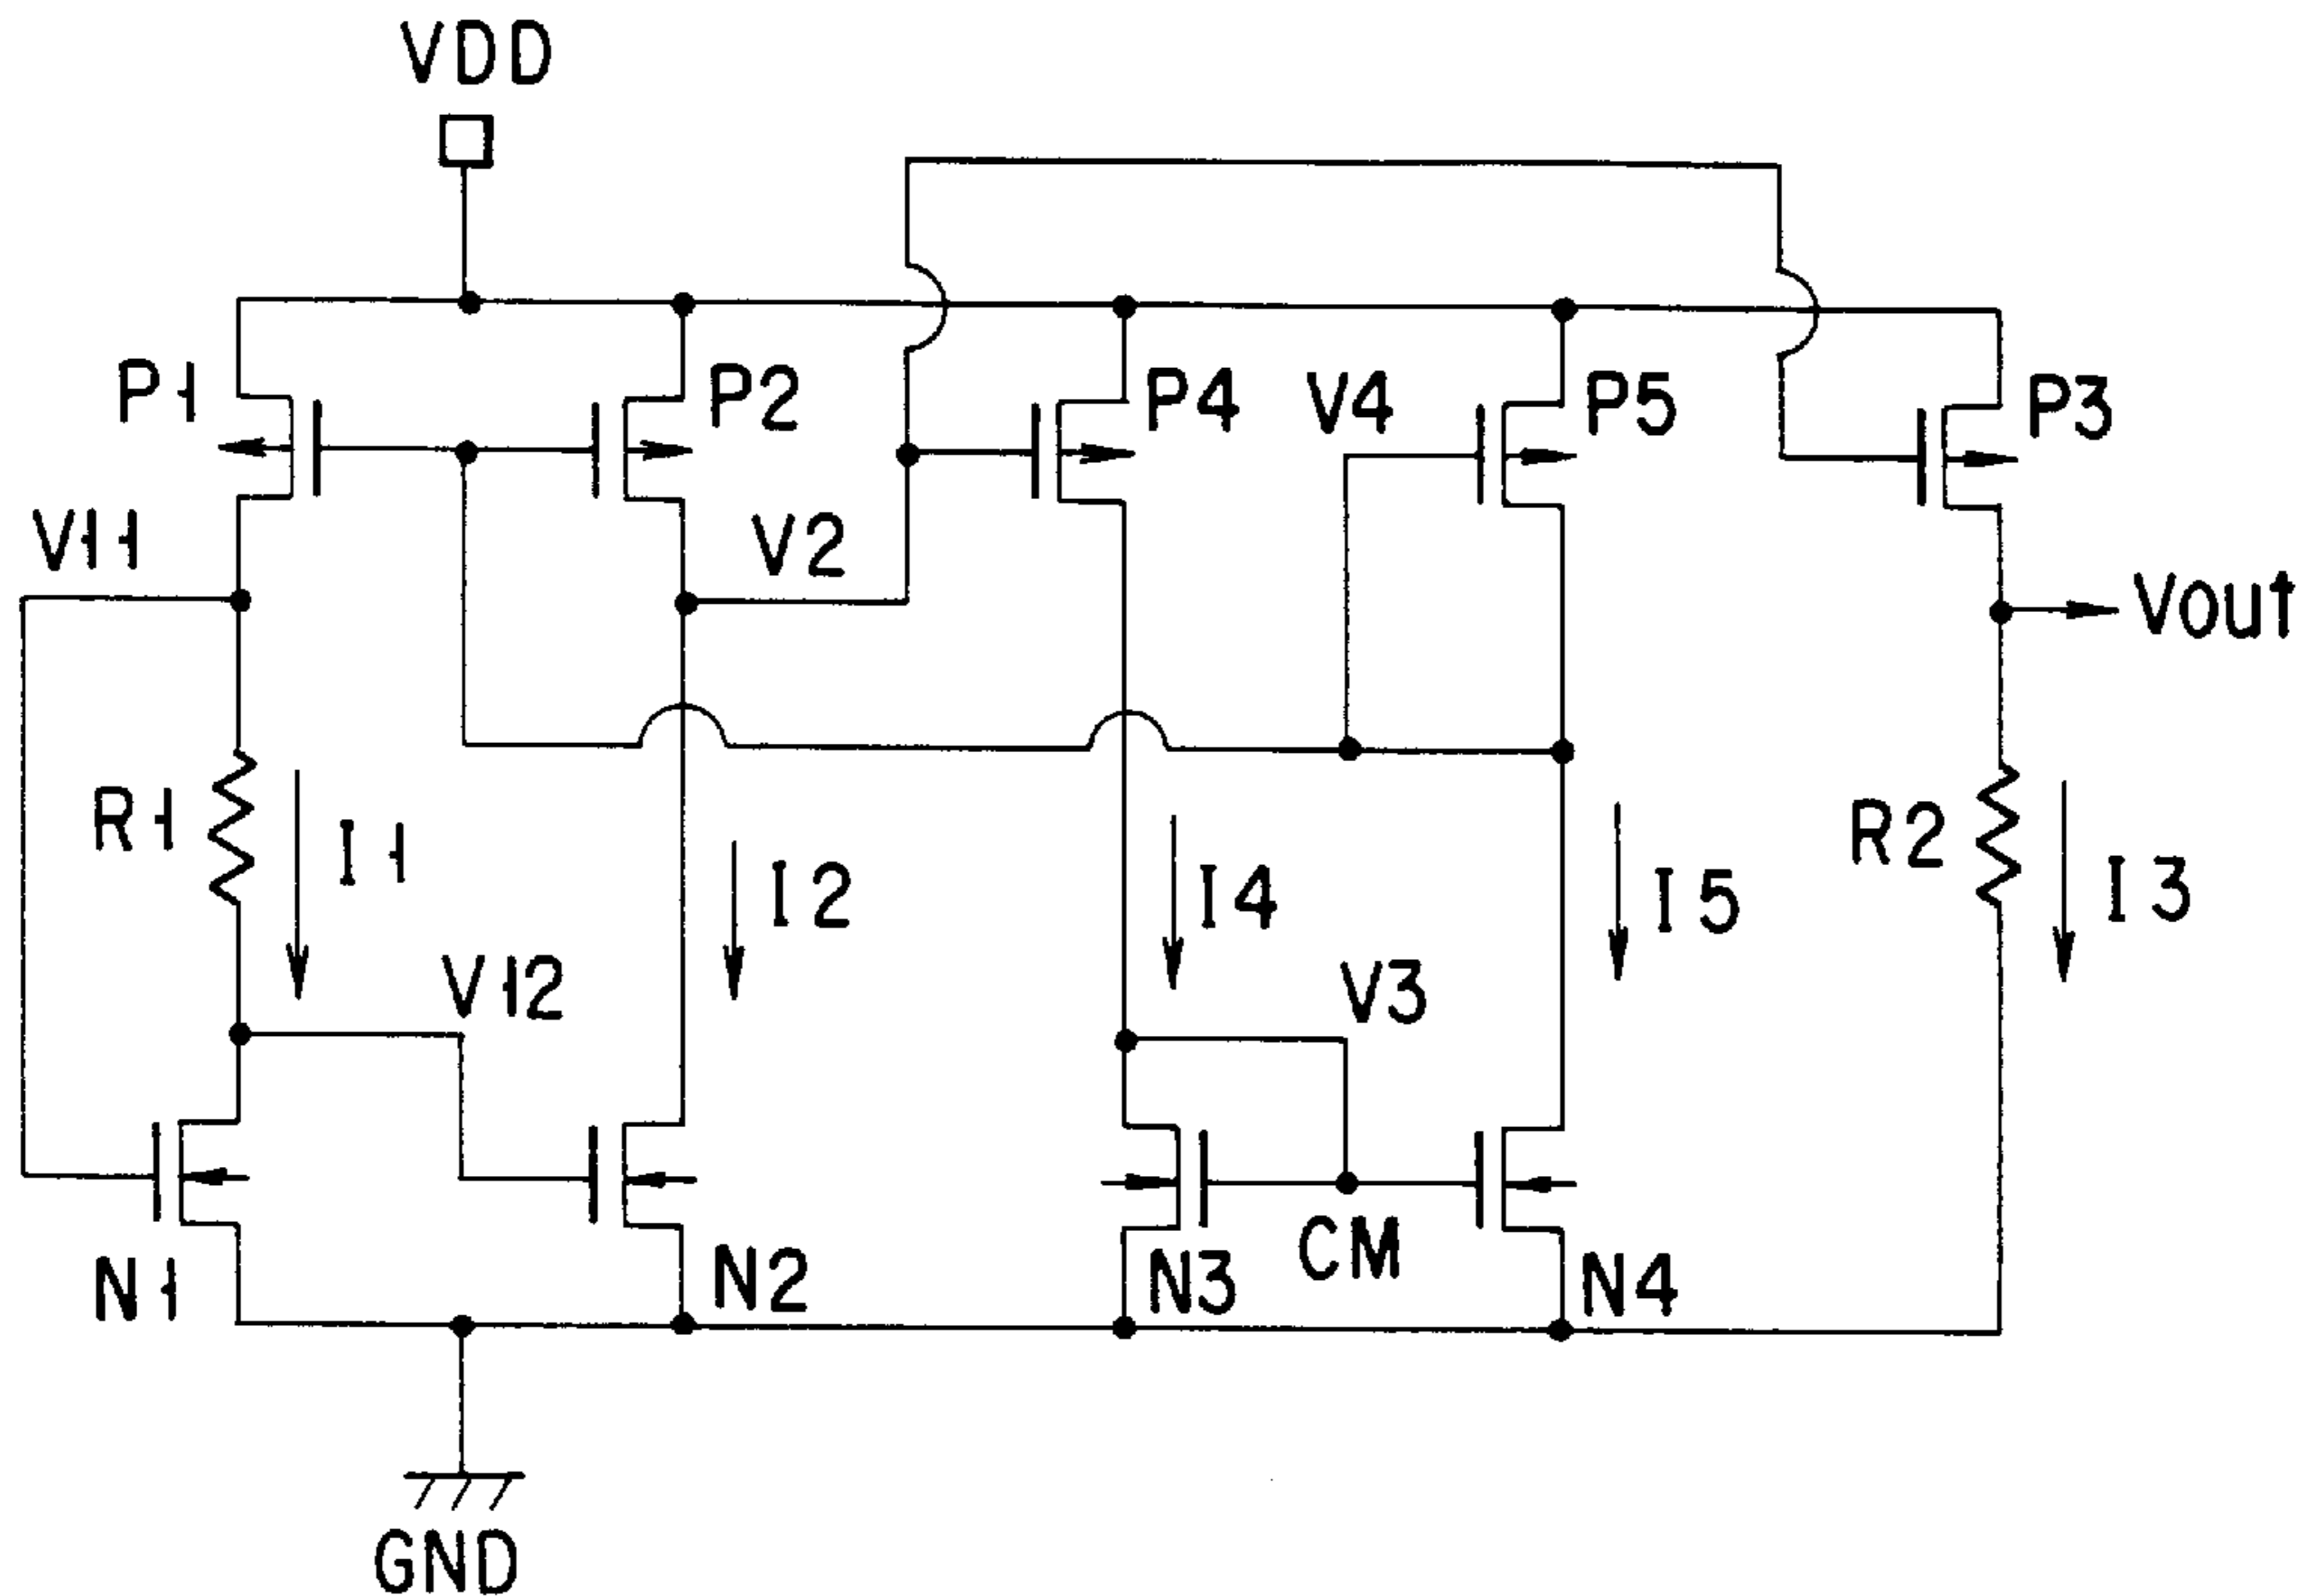 VDD
P1
P2
P4
V4
P5
P3
V11
V2
Vout
R1
I1
I2
I4
I5
R2
I3
V12
V3
N1
N2
N3
CM
N4
GND